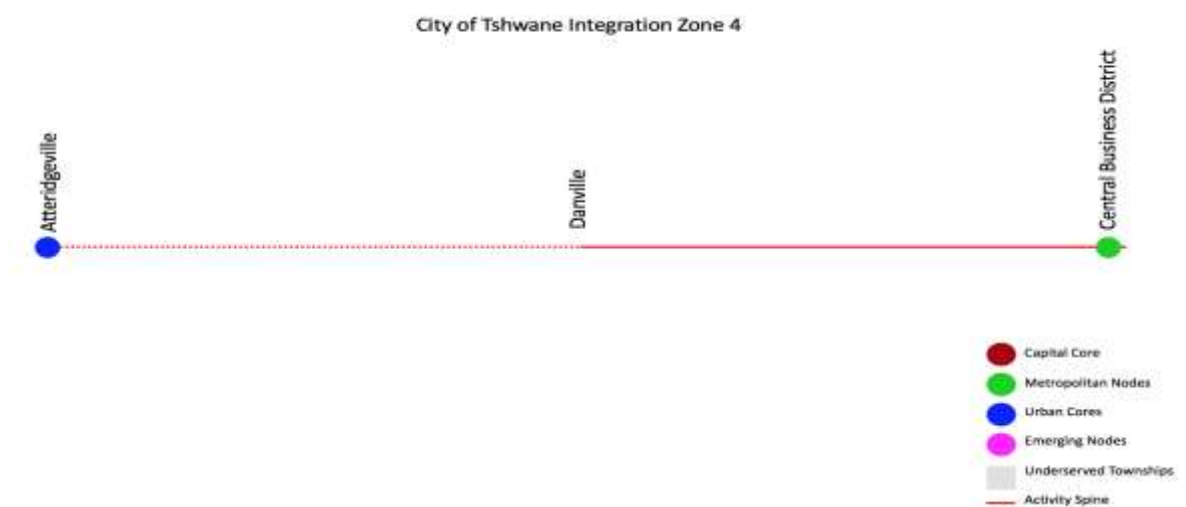 City of Tshwane Integration Zone 4
Atteridgeville
Danville
Central Business District
Capital Core
Metropolitan Nodes
Urban Cores
Emerging Nodes
Underserved Townships
Activity Spine